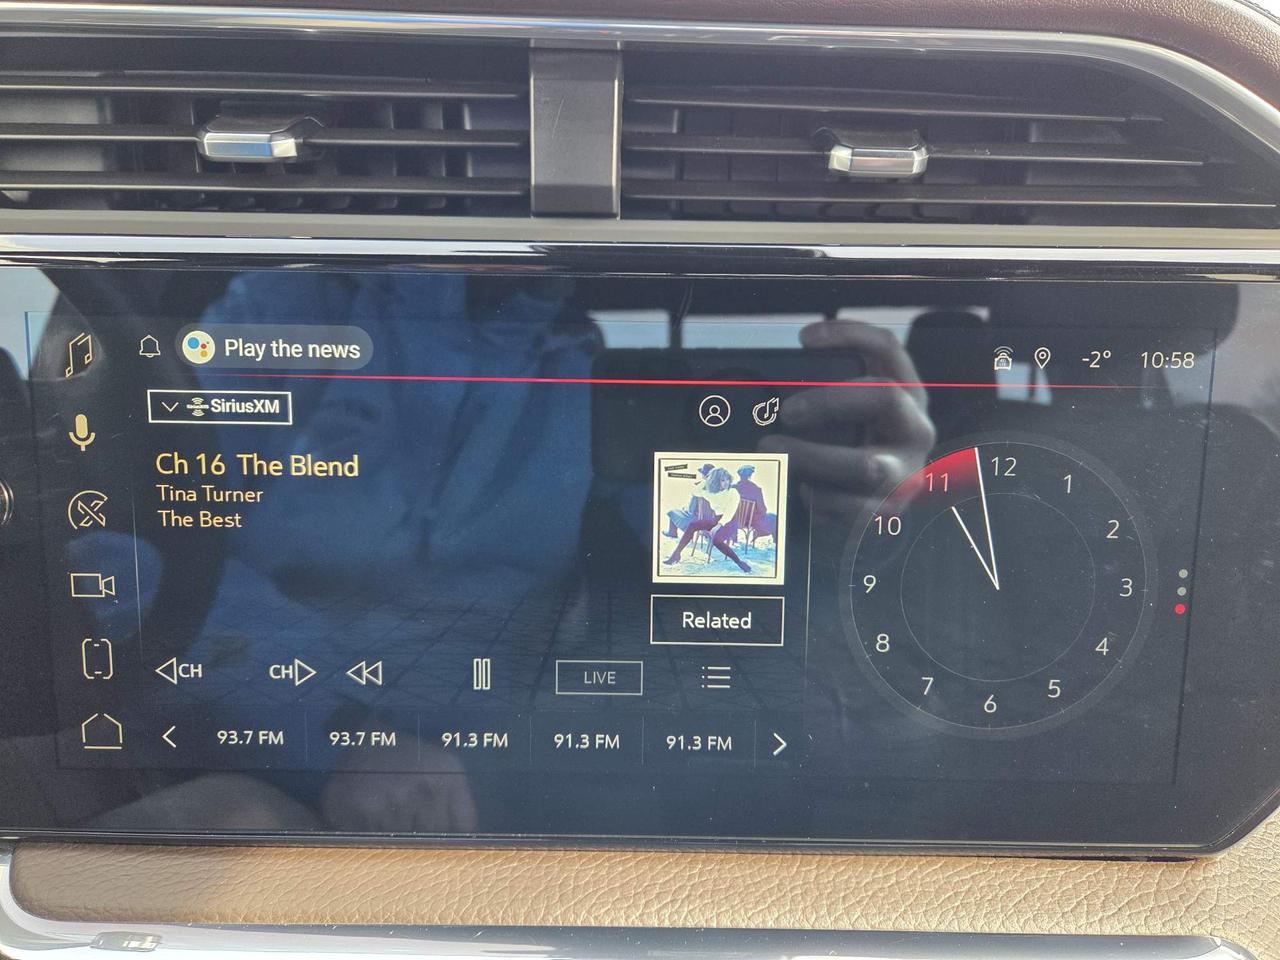 Play the news
-2° 10:58
SiriusXM
Ch 16 The Blend
Tina Turner
The Best
Related
CH CH LIVE
93.7 FM 93.7 FM 91.3 FM 91.3 FM 91.3 FM
12
1
2
3
4
5
6
7
8
9
10
11